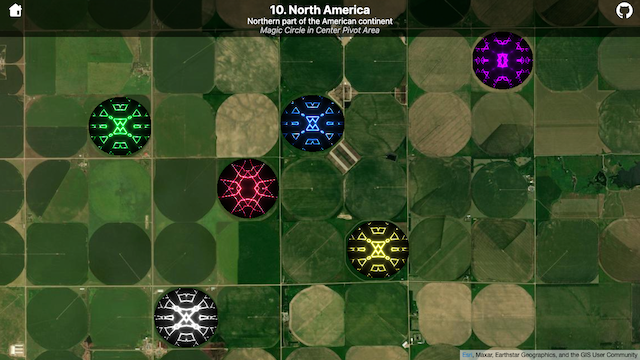 10. North America
Northern part of the American continent
Magic Circle in Center Pivot Area
Esri, Maxar, Earthstar Geographics, and the GIS User Community